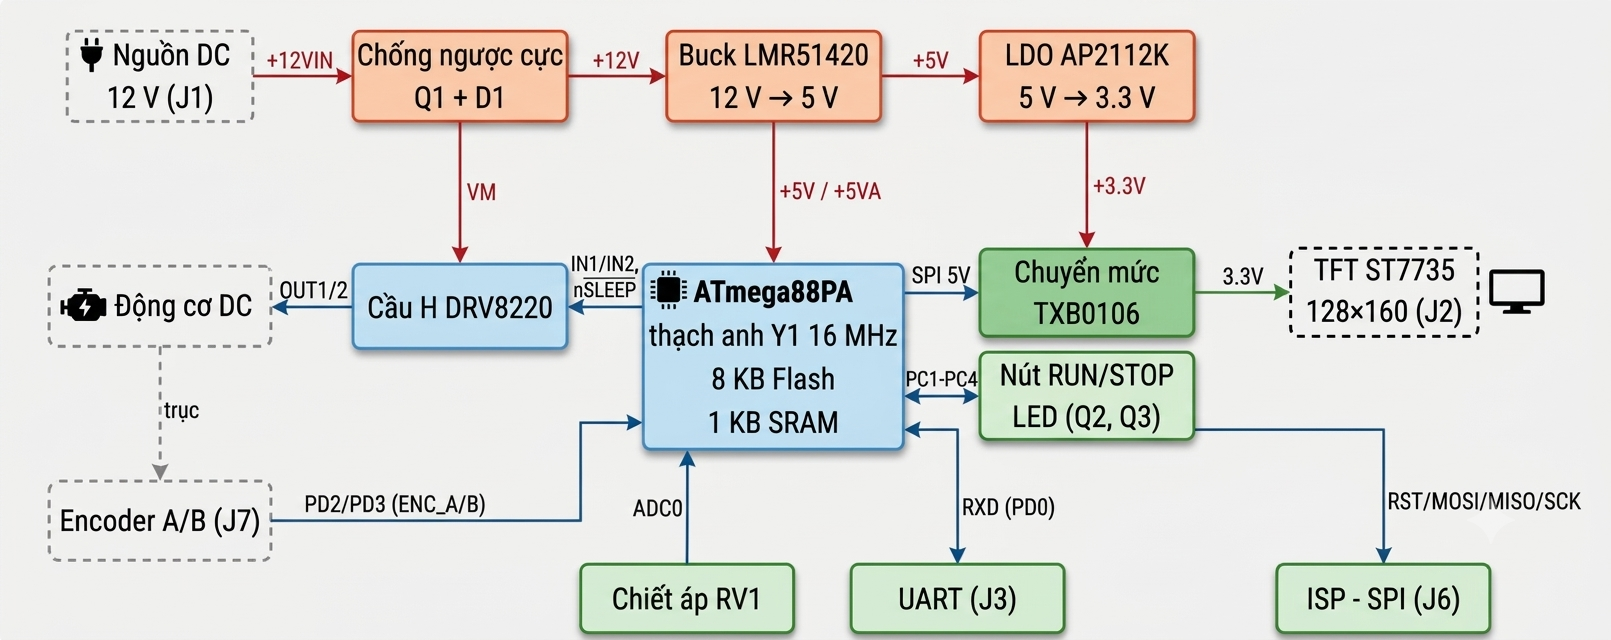 Nguồn DC
12 V (J1)
+12VIN
Chống ngược cực
Q1 + D1
+12V
Buck LMR51420
12 V → 5 V
+5V
LDO AP2112K
5 V → 3.3 V
VM
+5V / +5VA
+3.3V
Động cơ DC
OUT1/2
Cầu H DRV8220
IN1/IN2,
nSLEEP
ATmega88PA
thạch anh Y1 16 MHz
8 KB Flash
1 KB SRAM
SPI 5V
Chuyển mức
TXB0106
3.3V
TFT ST7735
128×160 (J2)
PC1-PC4
Nút RUN/STOP
LED (Q2, Q3)
trục
Encoder A/B (J7)
PD2/PD3 (ENC_A/B)
ADC0
RXD (PD0)
RST/MOSI/MISO/SCK
Chiết áp RV1
UART (J3)
ISP - SPI (J6)